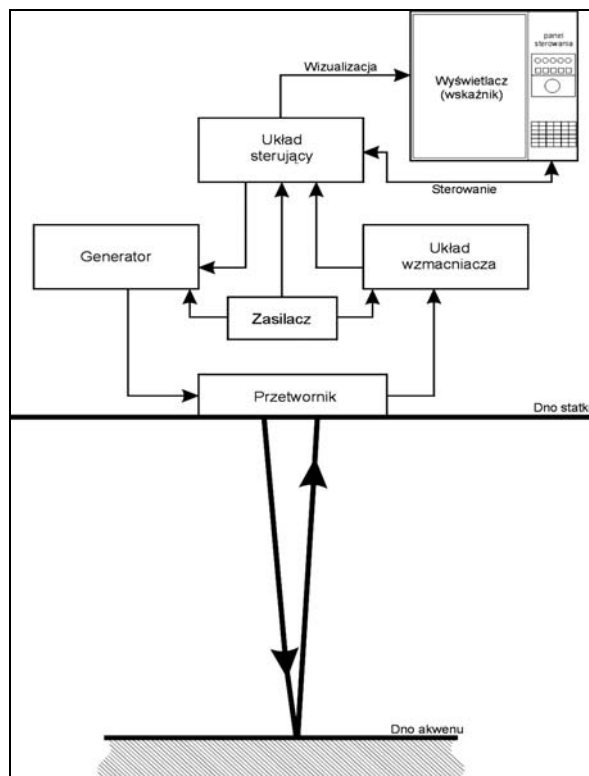 panel
sterowania
Wizualizacja
Wyświetlacz
(wskaźnik)
Układ
sterujący
Sterowanie
Generator
Układ
wzmacniacza
Zasilacz
Przetwornik
Dno statk
Dno akwenu